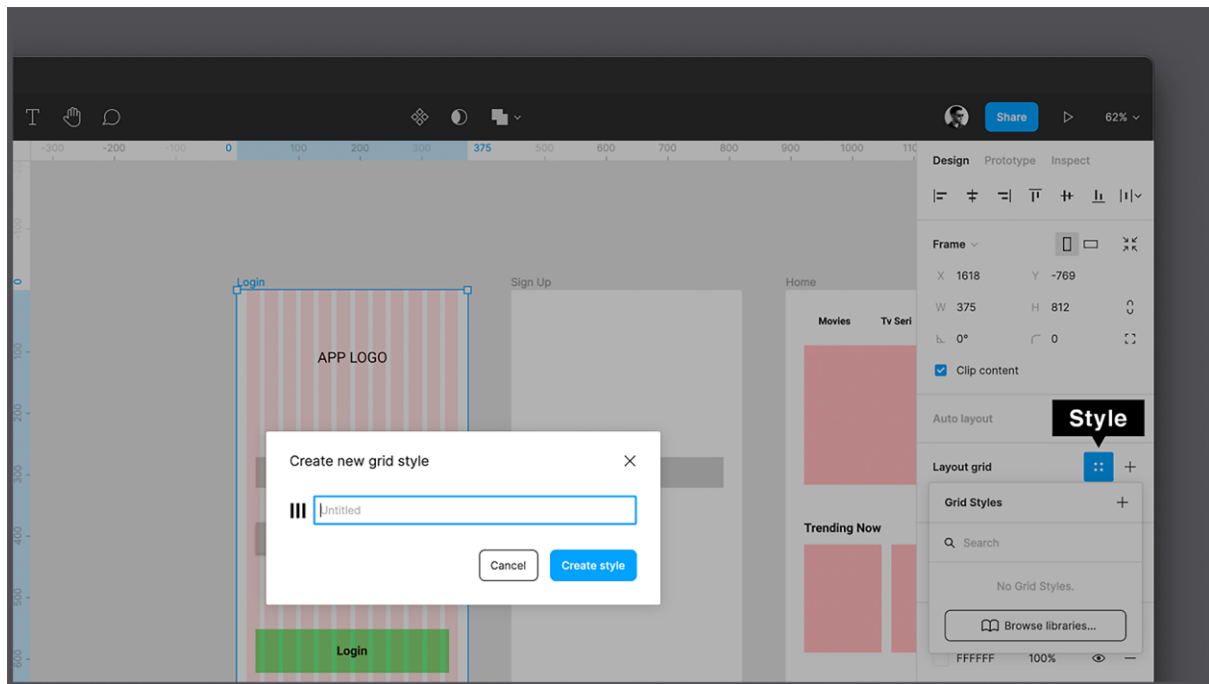 T
Share
62%
-300 -200 -100 0 100 200 300 375 500 600 700 800 900 1000 110
Design Prototype Inspect
Frame
X 1618 Y -769
W 375 H 812
0° 0
Clip content
Auto layout
Style
Layout grid
Grid Styles
Search
No Grid Styles.
Browse libraries...
FFFFFF 100%
-100
0
100
200
300
400
500
600
Login
APP LOGO
Login
Sign Up
Home
Movies Tv Seri
Trending Now
Create new grid style
Untitled
Cancel Create style